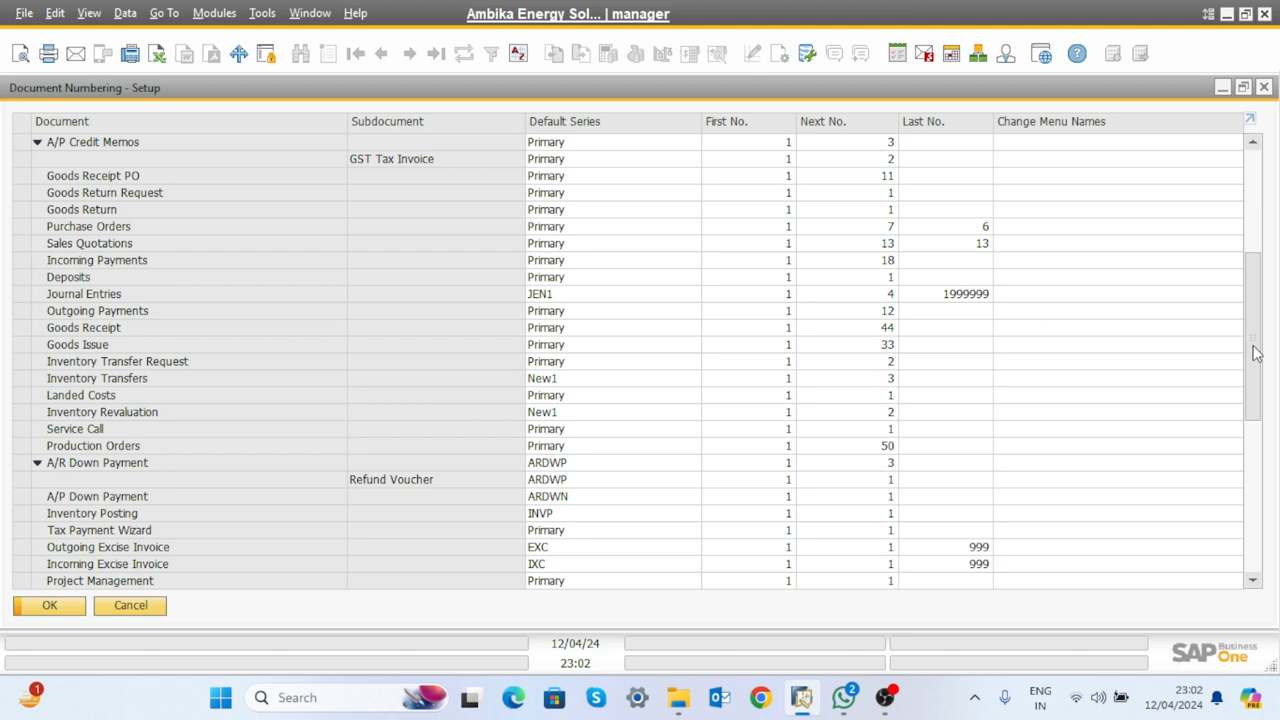 File Edit View Data Go To Modules Tools Window Help Ambika Energy Sol... | manager
Document Numbering - Setup
Document Subdocument Default Series First No. Next No. Last No. Change Menu Names
A/P Credit Memos Primary 1 3
GST Tax Invoice Primary 1 2
Goods Receipt PO Primary 1 11
Goods Return Request Primary 1 1
Goods Return Primary 1 1
Purchase Orders Primary 1 7 6
Sales Quotations Primary 1 13 13
Incoming Payments Primary 1 18
Deposits Primary 1 1
Journal Entries JEN1 1 4 1999999
Outgoing Payments Primary 1 12
Goods Receipt Primary 1 44
Goods Issue Primary 1 33
Inventory Transfer Request Primary 1 2
Inventory Transfers New1 1 3
Landed Costs Primary 1 1
Inventory Revaluation New1 1 2
Service Call Primary 1 1
Production Orders Primary 1 50
A/R Down Payment ARDWP 1 3
Refund Voucher ARDWP 1 1
A/P Down Payment ARDWN 1 1
Inventory Posting INVP 1 1
Tax Payment Wizard Primary 1 1
Outgoing Excise Invoice EXC 1 1 999
Incoming Excise Invoice IXC 1 1 999
Project Management Primary 1 1
OK Cancel
12/04/24
23:02
SAP Business One
1 Search 2 ENG IN 23:02 12/04/2024